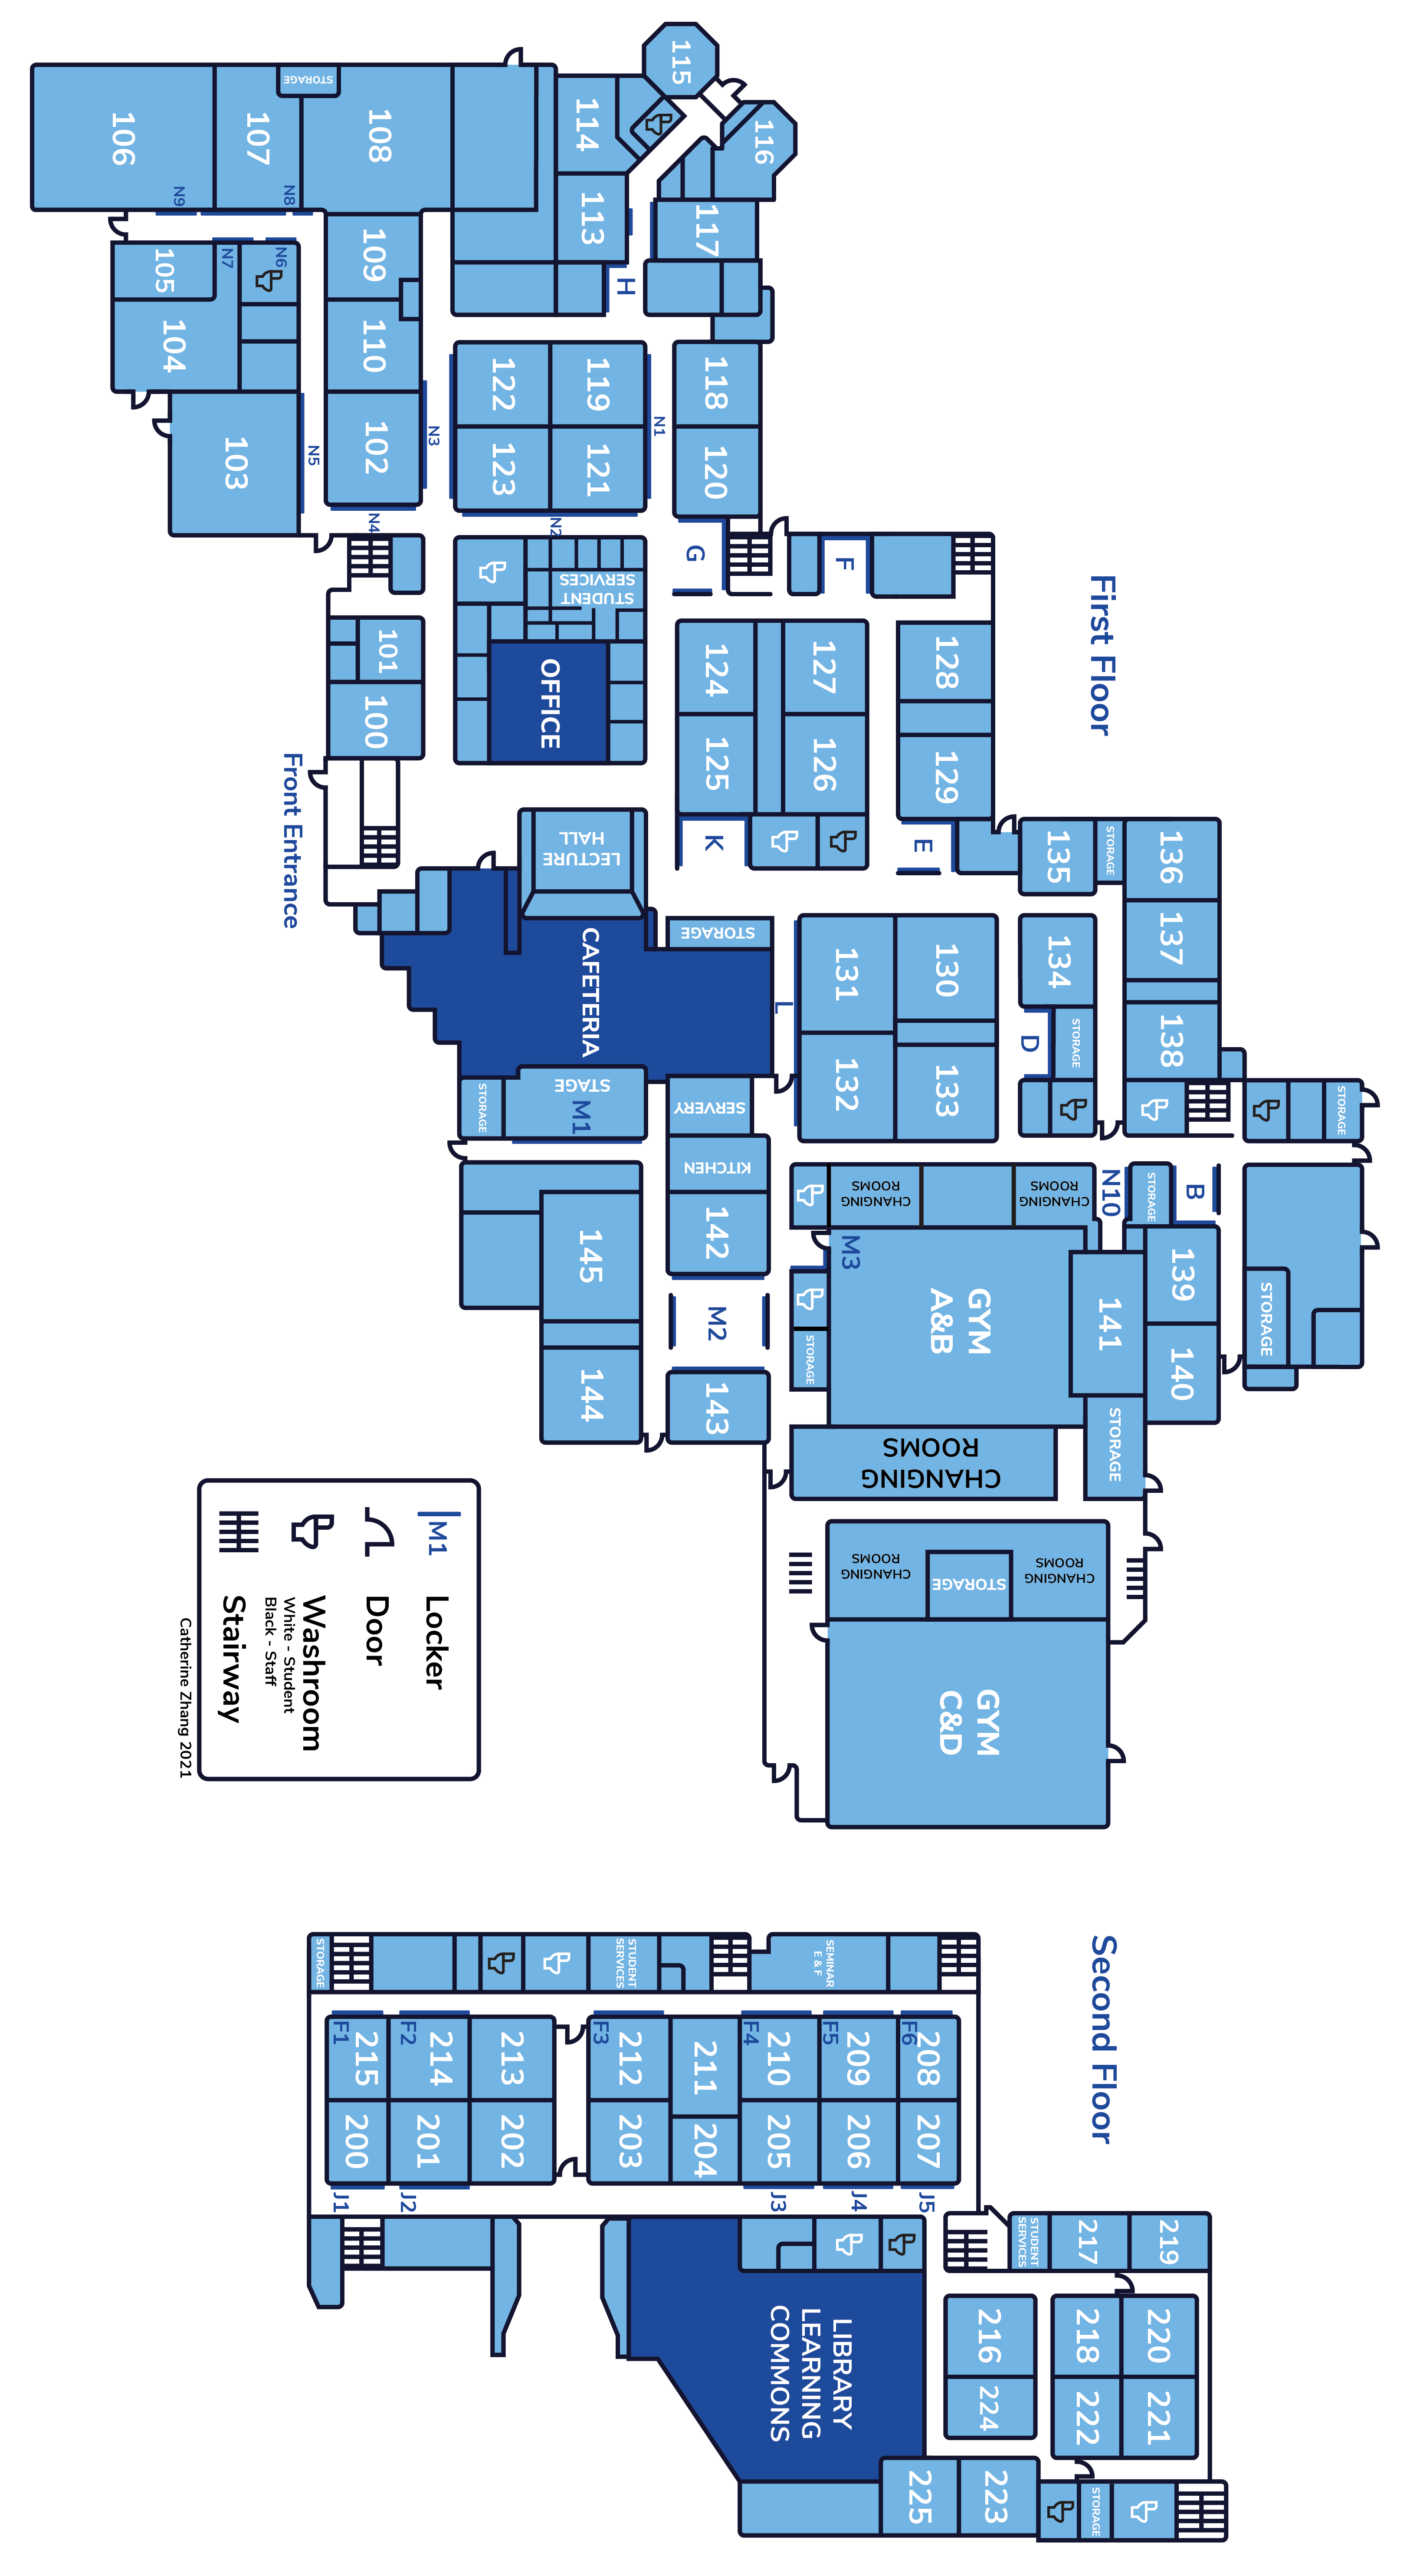 First Floor
115
116
114
113
117
H
106
107
STORAGE
108
N9
N8
N7
N6
105
104
109
110
102
103
N5
N4
N3
122
119
123
121
N1
N2
118
120
G
F
STUDENT
SERVICES
OFFICE
101
100
Front Entrance
124
127
125
126
K
128
129
E
LECTURE
HALL
CAFETERIA
STORAGE
L
131
130
132
133
135
STORAGE
136
137
138
134
D
STORAGE
STORAGE
STAGE
M1
STORAGE
SERVERY
KITCHEN
142
M2
143
145
144
CHANGING
ROOMS
CHANGING
ROOMS
M3
GYM
A&B
STORAGE
N10
STORAGE
B
139
140
141
STORAGE
STORAGE
CHANGING
ROOMS
CHANGING
ROOMS
STORAGE
CHANGING
ROOMS
GYM
C&D
M1
Locker
Door
Washroom
White - Student
Black - Staff
Stairway
Catherine Zhang 2021
Second Floor
STORAGE
STUDENT
SERVICES
SEMINAR
E & F
F1
215
F2
214
213
F3
212
211
F4
210
F5
209
F6
208
200
201
202
203
204
205
206
207
J1
J2
J3
J4
J5
STUDENT
SERVICES
217
219
216
224
218
220
222
221
LIBRARY
LEARNING
COMMONS
225
223
STORAGE